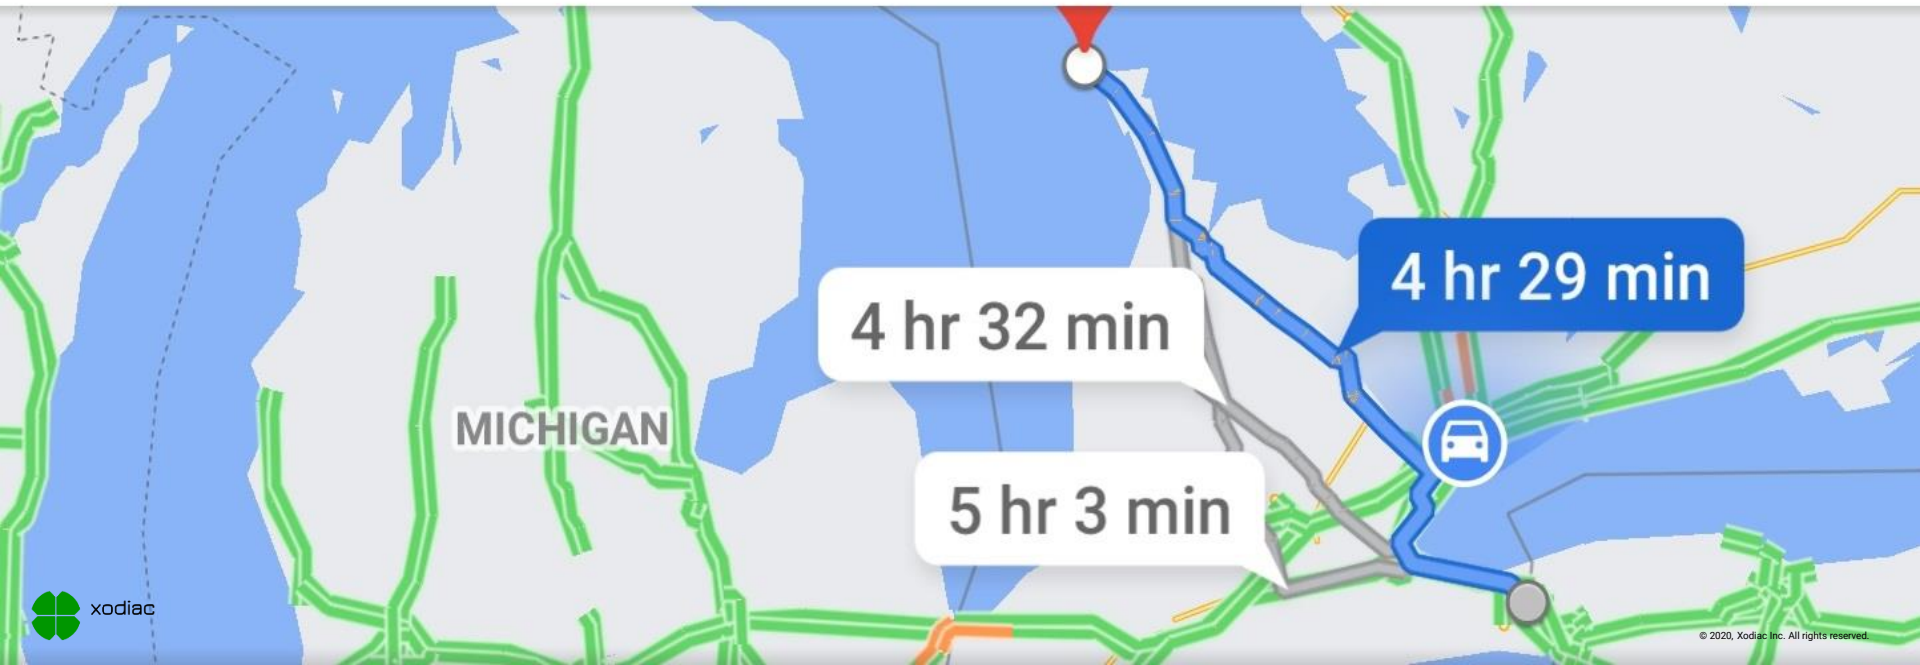 4 hr 29 min
4 hr 32 min
MICHIGAN
5 hr 3 min
xodiac
© 2020, Xodiac Inc. All rights reserved.